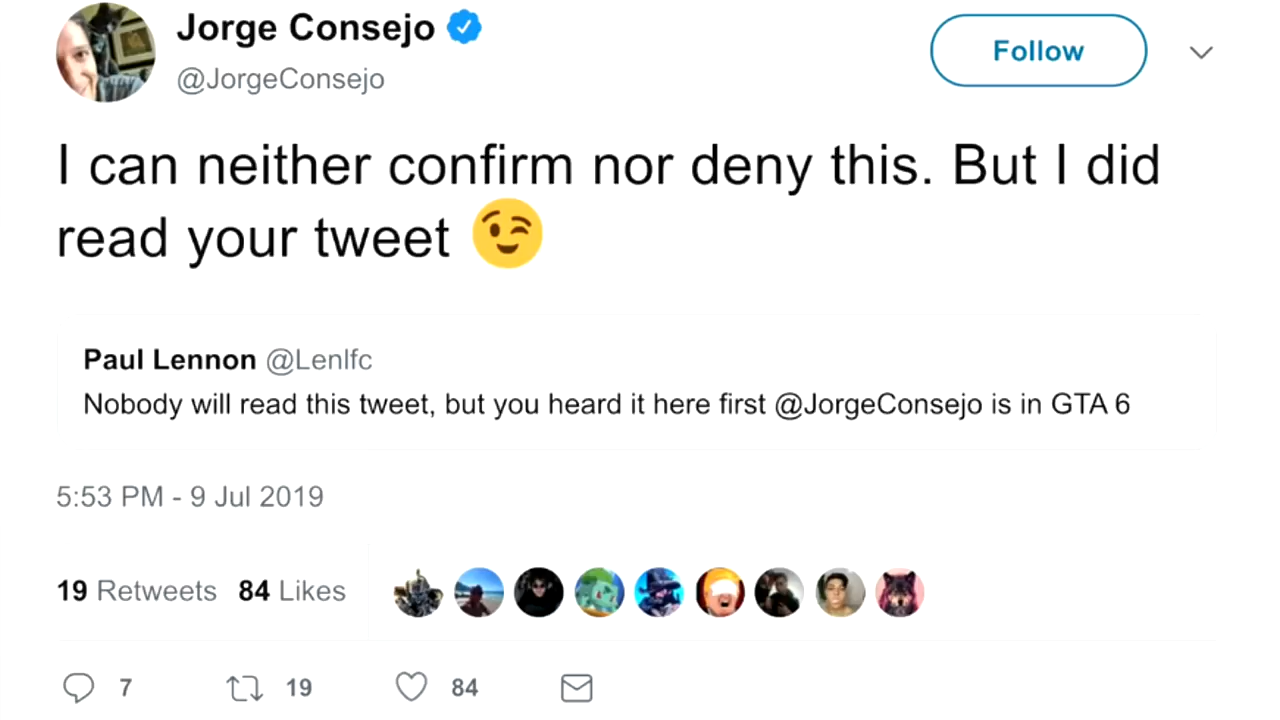 Jorge Consejo
@JorgeConsejo
Follow
I can neither confirm nor deny this. But I did
read your tweet 😉
Paul Lennon @Lenlfc
Nobody will read this tweet, but you heard it here first @JorgeConsejo is in GTA 6
5:53 PM - 9 Jul 2019
19 Retweets 84 Likes
7 19 84